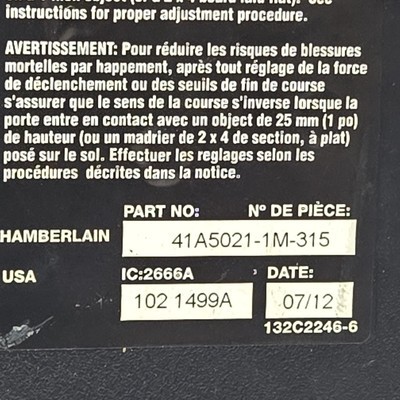 instructions for proper adjustment procedure.
AVERTISSEMENT: Pour réduire les risques de blessures
mortelles par happement, après tout réglage de la force
de déclenchement ou des seuils de fin de course
s'assurer que le sens de la course s'inverse lorsque la
porte entre en contact avec un object de 25 mm (1 po)
de hauteur (ou un madrier de 2 x 4 de section, à plat)
posé sur le sol. Effectuer les reglages selon les
procédures décrites dans la notice.
PART NO: Nº DE PIÈCE:
HAMBERLAIN 41A5021-1M-315
USA IC:2666A DATE:
102 1499A 07/12
132C2246-6